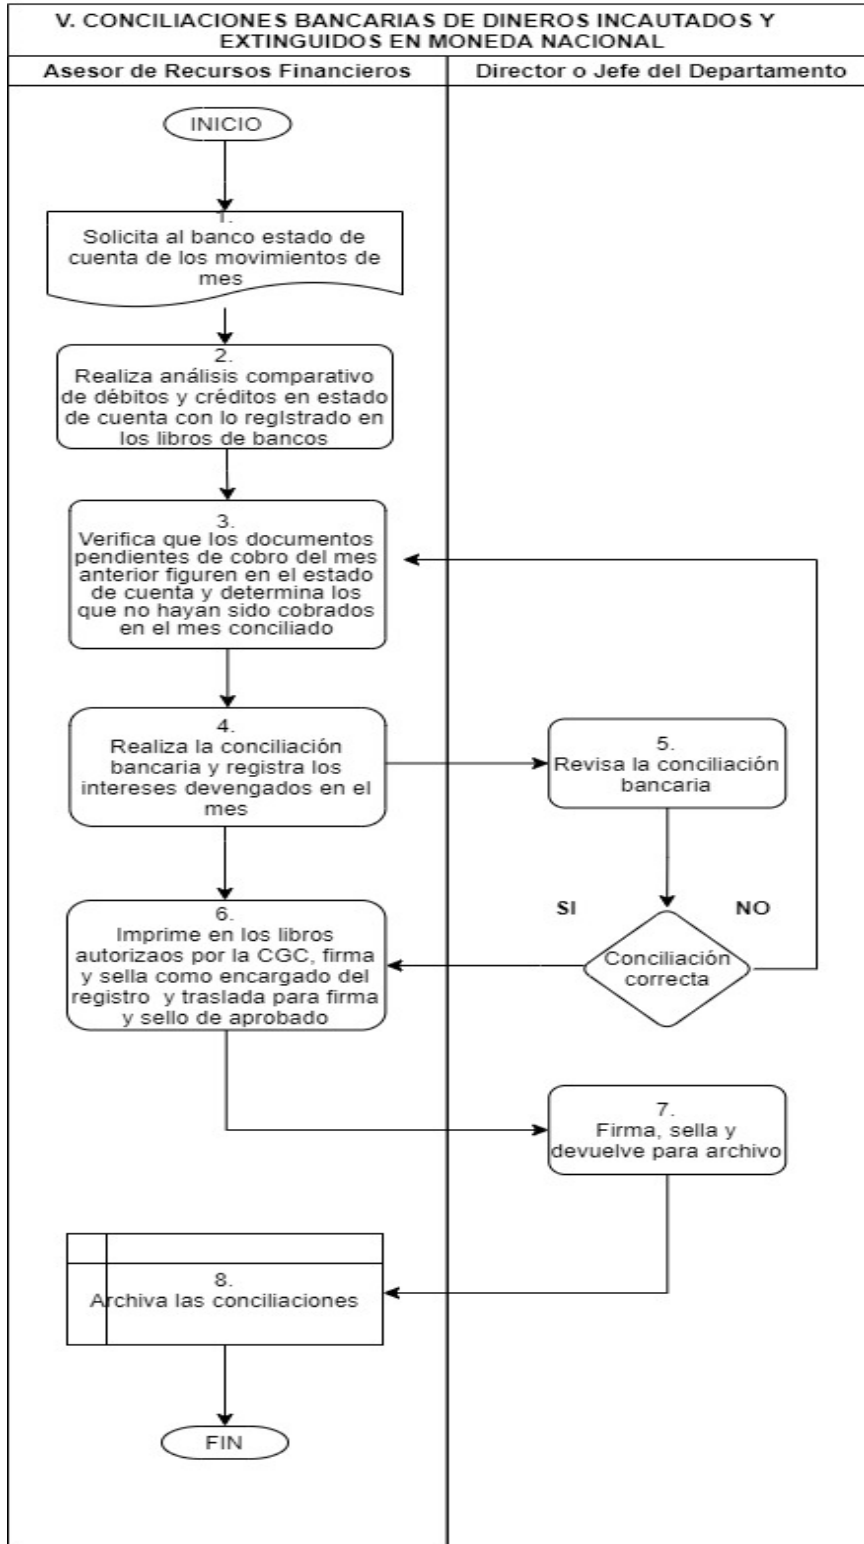 V. CONCILIACIONES BANCARIAS DE DINEROS INCAUTADOS Y
EXTINGUIDOS EN MONEDA NACIONAL
Asesor de Recursos Financieros
Director o Jefe del Departamento
INICIO
1.
Solicita al banco estado de
cuenta de los movimientos de
mes
2.
Realiza análisis comparativo
de débitos y créditos en estado
de cuenta con lo registrado en
los libros de bancos
3.
Verifica que los documentos
pendientes de cobro del mes
anterior figuren en el estado
de cuenta y determina los
que no hayan sido cobrados
en el mes conciliado
4.
Realiza la conciliación
bancaria y registra los
intereses devengados en el
mes
5.
Revisa la conciliación
bancaria
SI
NO
Conciliación
correcta
6.
Imprime en los libros
autorizaos por la CGC, firma
y sella como encargado del
registro y traslada para firma
y sello de aprobado
7.
Firma, sella y
devuelve para archivo
8.
Archiva las conciliaciones
FIN